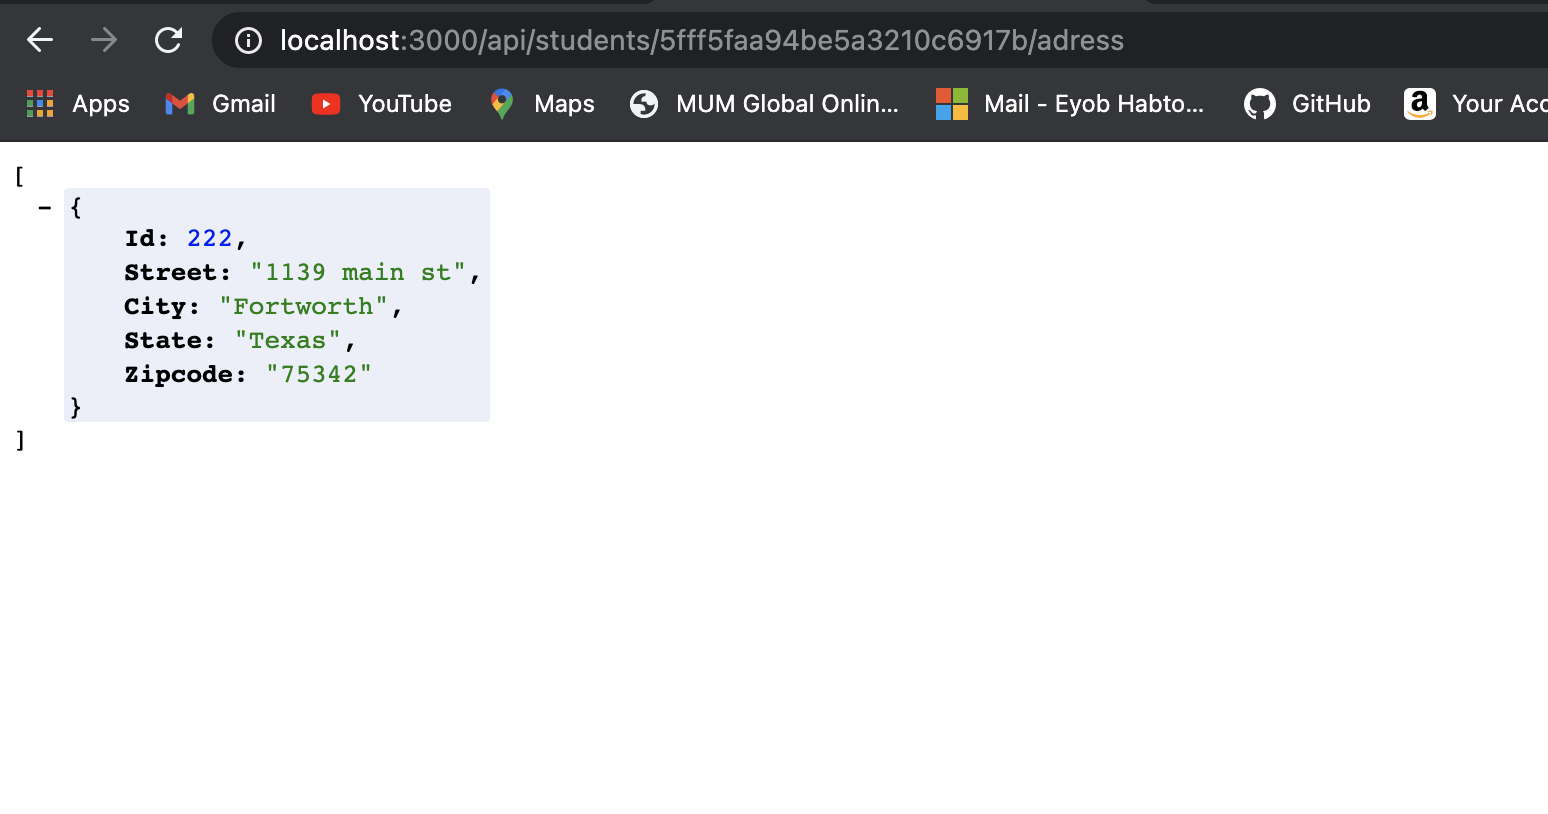 localhost:3000/api/students/5fff5faa94be5a3210c6917b/adress
Apps Gmail YouTube Maps MUM Global Onlin... Mail - Eyob Habto... GitHub a Your Acc
[
- {
Id: 222,
Street: "1139 main st",
City: "Fortworth",
State: "Texas",
Zipcode: "75342"
}
]